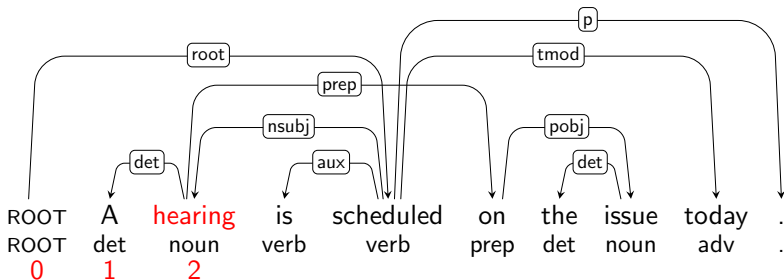 p
root
tmod
prep
nsubj
pobj
det
aux
det
ROOT A hearing is scheduled on the issue today .
ROOT det noun verb verb prep det noun adv .
0 1 2